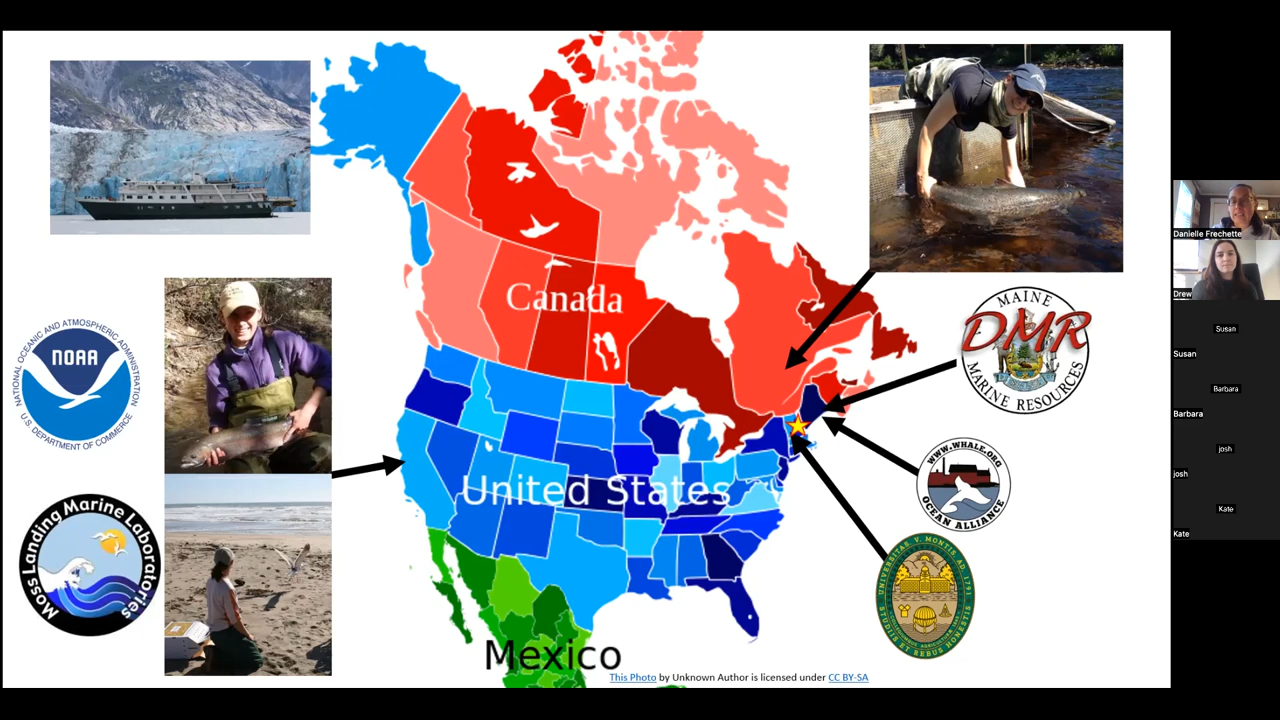 Canada
United States
Mexico
This Photo by Unknown Author is licensed under CC BY-SA
NATIONAL OCEANIC AND ATMOSPHERIC ADMINISTRATION
NOAA
U.S. DEPARTMENT OF COMMERCE
Moss Landing Marine Laboratories
MAINE
DMR
MARINE RESOURCES
WWW.WHALE.ORG
OCEAN ALLIANCE
UNIVERSITAS V. MONTIS. AD. 1791
STUDIIS ET REBUS HONESTIS
Danielle Frechette
Drew
Susan
Susan
Barbara
Barbara
josh
josh
Kate
Kate